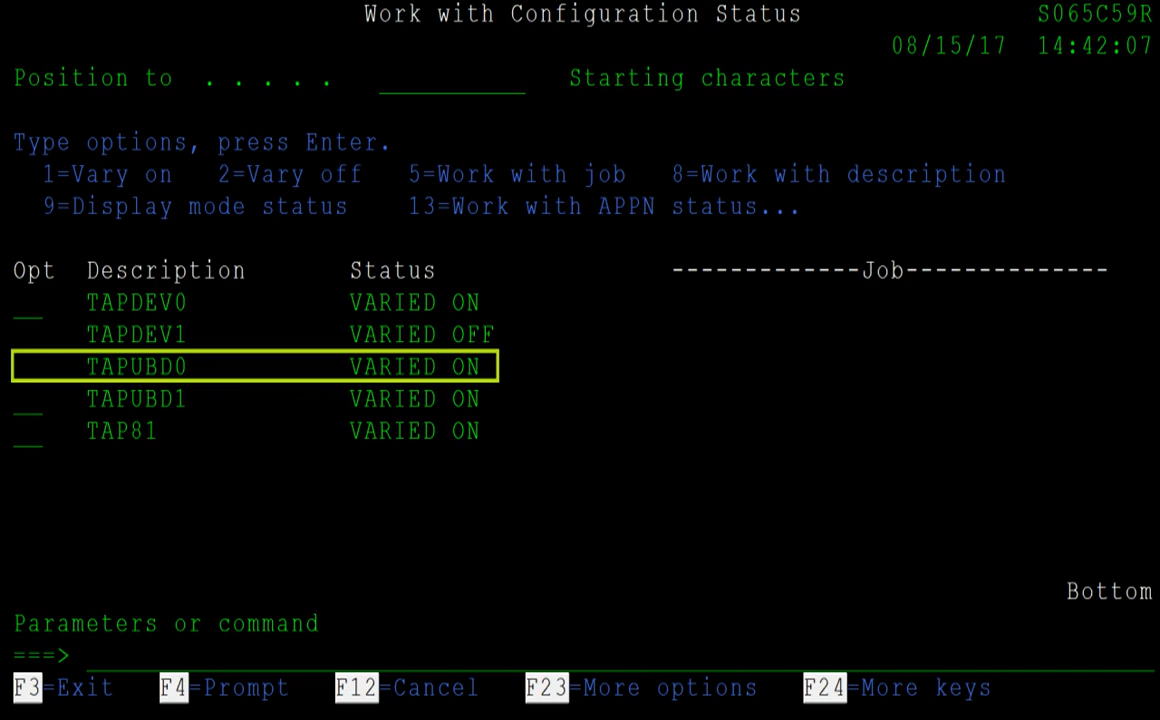 Work with Configuration Status S065C59R
08/15/17 14:42:07
Position to . . . . . __________ Starting characters
Type options, press Enter.
1=Vary on 2=Vary off 5=Work with job 8=Work with description
9=Display mode status 13=Work with APPN status...
Opt Description Status -------------Job--------------
__ TAPDEV0 VARIED ON
TAPDEV1 VARIED OFF
TAPUBD0 VARIED ON
__ TAPUBD1 VARIED ON
__ TAP81 VARIED ON
Bottom
Parameters or command
===>
F3=Exit F4=Prompt F12=Cancel F23=More options F24=More keys